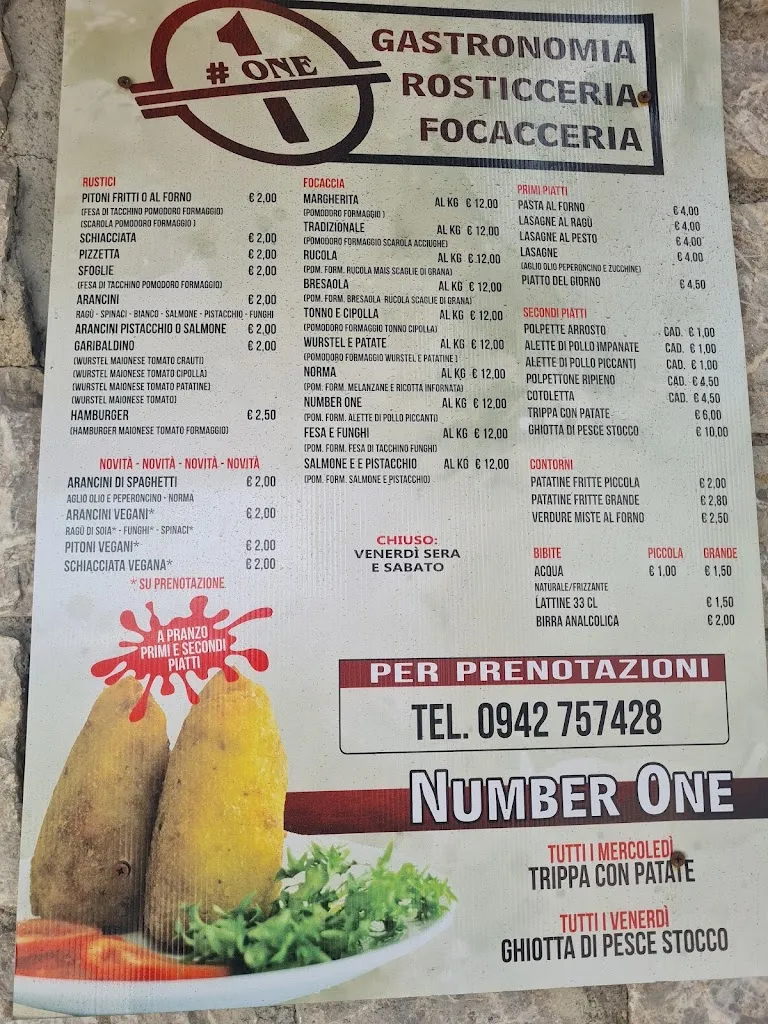 # 1 ONE
GASTRONOMIA
ROSTICCERIA
FOCACCERIA
RUSTICI
PITONI FRITTI O AL FORNO € 2,00
(FESA DI TACCHINO POMODORO FORMAGGIO)
(SCAROLA POMODORO FORMAGGIO )
SCHIACCIATA € 2,00
PIZZETTA € 2,00
SFOGLIE € 2,00
(FESA DI TACCHINO POMODORO FORMAGGIO)
ARANCINI € 2,00
RAGÙ - SPINACI - BIANCO - SALMONE - PISTACCHIO - FUNGHI
ARANCINI PISTACCHIO O SALMONE € 2,00
GARIBALDINO € 2,00
(WURSTEL MAIONESE TOMATO CRAUTI)
(WURSTEL MAIONESE TOMATO CIPOLLA)
(WURSTEL MAIONESE TOMATO PATATINE)
(WURSTEL MAIONESE TOMATO)
HAMBURGER € 2,50
(HAMBURGER MAIONESE TOMATO FORMAGGIO)
NOVITÀ - NOVITÀ - NOVITÀ - NOVITÀ
ARANCINI DI SPAGHETTI € 2,00
AGLIO OLIO E PEPERONCINO - NORMA
ARANCINI VEGANI* € 2,00
RAGÙ DI SOIA* - FUNGHI* - SPINACI*
PITONI VEGANI* € 2,00
SCHIACCIATA VEGANA* € 2,00
* SU PRENOTAZIONE
A PRANZO
PRIMI E SECONDI
PIATTI
FOCACCIA
MARGHERITA AL KG € 12,00
(POMODORO FORMAGGIO )
TRADIZIONALE AL KG € 12,00
(POMODORO FORMAGGIO SCAROLA ACCIUGHE)
RUCOLA AL KG € 12,00
(POM. FORM. RUCOLA MAIS SCAGLIE DI GRANA)
BRESAOLA AL KG € 12,00
(POM. FORM. BRESAOLA RUCOLA SCAGLIE DI GRANA)
TONNO E CIPOLLA AL KG € 12,00
(POMODORO FORMAGGIO TONNO CIPOLLA)
WURSTEL E PATATE AL KG € 12,00
(POMODORO FORMAGGIO WURSTEL E PATATINE )
NORMA AL KG € 12,00
(POM. FORM. MELANZANE E RICOTTA INFORNATA)
NUMBER ONE AL KG € 12,00
(POM. FORM. ALETTE DI POLLO PICCANTI)
FESA E FUNGHI AL KG € 12,00
(POM. FORM. FESA DI TACCHINO FUNGHI)
SALMONE E E PISTACCHIO AL KG € 12,00
(POM. FORM. SALMONE E PISTACCHIO)
CHIUSO:
VENERDÌ SERA
E SABATO
PRIMI PIATTI
PASTA AL FORNO € 4,00
LASAGNE AL RAGÙ € 4,00
LASAGNE AL PESTO € 4,00
LASAGNE € 4,00
(AGLIO OLIO PEPERONCINO E ZUCCHINE)
PIATTO DEL GIORNO € 4,50
SECONDI PIATTI
POLPETTE ARROSTO CAD. € 1,00
ALETTE DI POLLO IMPANATE CAD. € 1,00
ALETTE DI POLLO PICCANTI CAD. € 1,00
POLPETTONE RIPIENO CAD. € 4,50
COTOLETTA CAD. € 4,50
TRIPPA CON PATATE € 6,00
GHIOTTA DI PESCE STOCCO € 10,00
CONTORNI
PATATINE FRITTE PICCOLA € 2,00
PATATINE FRITTE GRANDE € 2,80
VERDURE MISTE AL FORNO € 2,50
BIBITE PICCOLA GRANDE
ACQUA € 1,00 € 1,50
NATURALE/FRIZZANTE
LATTINE 33 CL € 1,50
BIRRA ANALCOLICA € 2,00
PER PRENOTAZIONI
TEL. 0942 757428
NUMBER ONE
TUTTI I MERCOLEDÌ
TRIPPA CON PATATE
TUTTI I VENERDÌ
GHIOTTA DI PESCE STOCCO